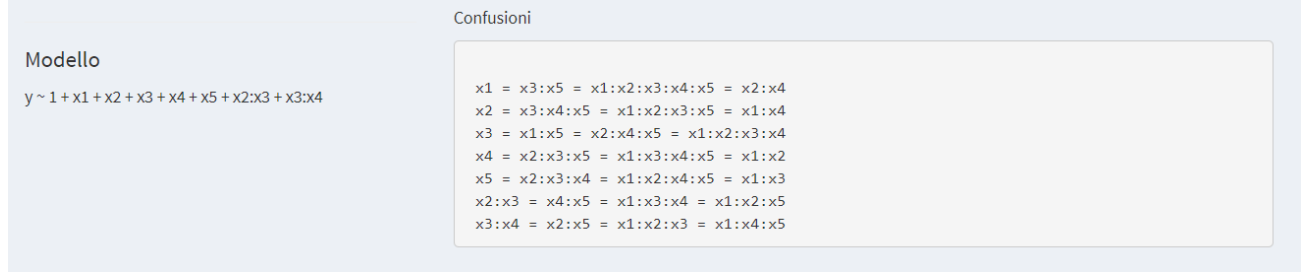 Confusioni
Modello
y ~ 1 + x1 + x2 + x3 + x4 + x5 + x2:x3 + x3:x4
x1 = x3:x5 = x1:x2:x3:x4:x5 = x2:x4
x2 = x3:x4:x5 = x1:x2:x3:x5 = x1:x4
x3 = x1:x5 = x2:x4:x5 = x1:x2:x3:x4
x4 = x2:x3:x5 = x1:x3:x4:x5 = x1:x2
x5 = x2:x3:x4 = x1:x2:x4:x5 = x1:x3
x2:x3 = x4:x5 = x1:x3:x4 = x1:x2:x5
x3:x4 = x2:x5 = x1:x2:x3 = x1:x4:x5